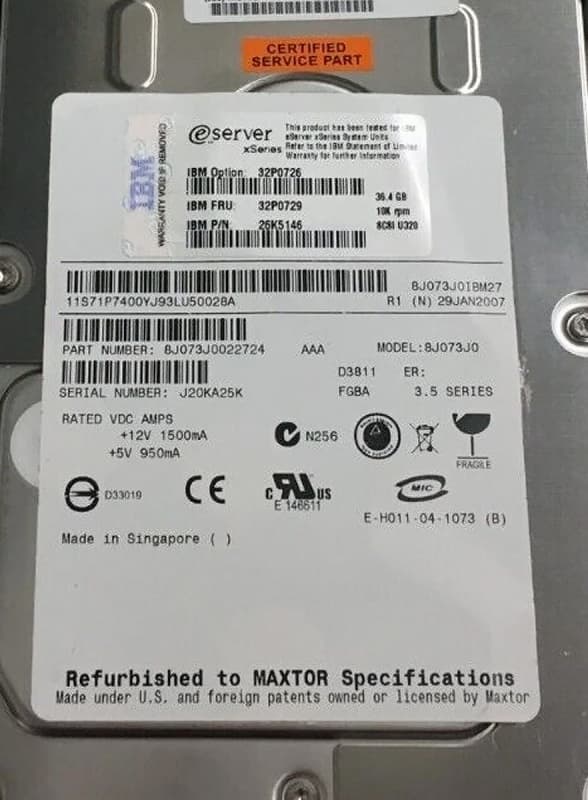 CERTIFIED
SERVICE PART
IBM
WARRANTY VOID IF REMOVED
eserver
xSeries
This product has been tested for IBM
eServer xSeries System Units
Refer to the IBM Statement of Limited
Warranty for further information
IBM Option: 32P0726
IBM FRU: 32P0729
IBM P/N: 26K5146
36.4 GB
10K rpm
SCSI U320
11S71P7400YJ93LU50028A
8J073J0IBM27
R1 (N) 29JAN2007
PART NUMBER: 8J073J0022724 AAA MODEL:8J073J0
D3811 ER:
SERIAL NUMBER: J20KA25K FGBA 3.5 SERIES
RATED VDC AMPS
+12V 1500mA
+5V 950mA
N256
FRAGILE
D33019
CE
C RU US
E 146611
MIC
E-H011-04-1073 (B)
Made in Singapore ( )
Refurbished to MAXTOR Specifications
Made under U.S. and foreign patents owned or licensed by Maxtor